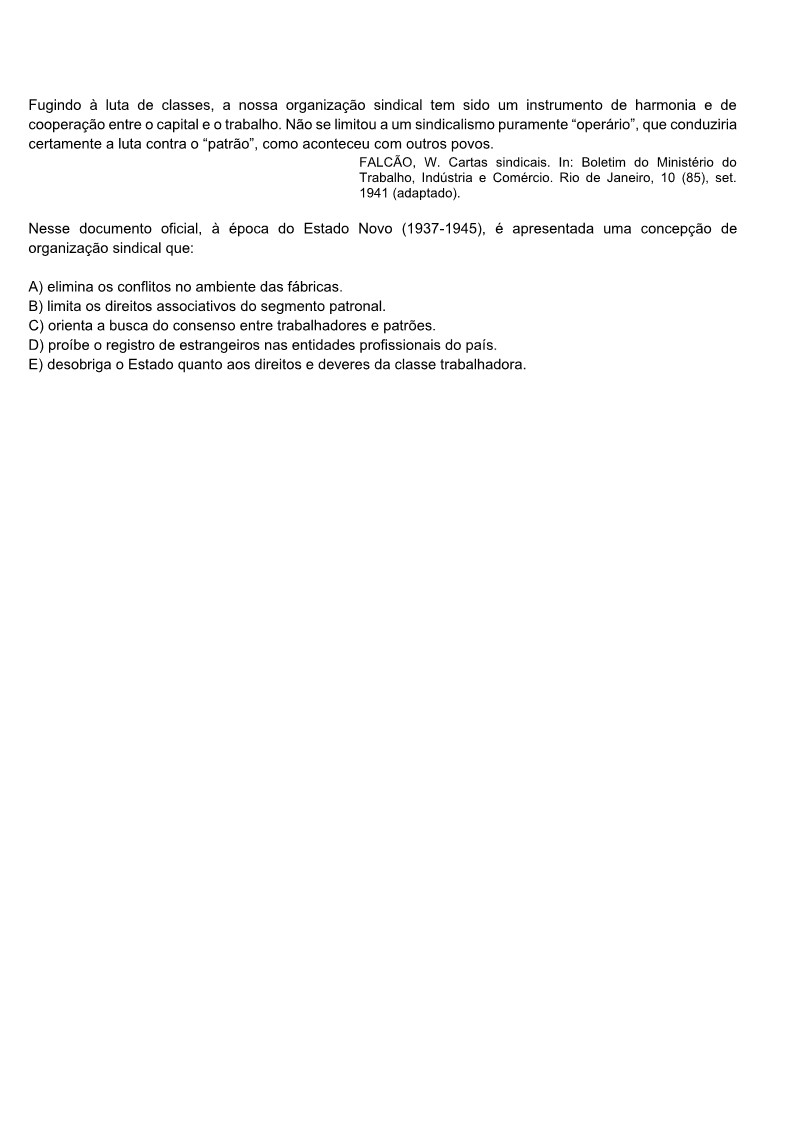 Fugindo à luta de classes, a nossa organização sindical tem sido um instrumento de harmonia e de
cooperação entre o capital e o trabalho. Não se limitou a um sindicalismo puramente “operário”, que conduziria
certamente a luta contra o “patrão”, como aconteceu com outros povos.
FALCÃO, W. Cartas sindicais. In: Boletim do Ministério do
Trabalho, Indústria e Comércio. Rio de Janeiro, 10 (85), set.
1941 (adaptado).
Nesse documento oficial, à época do Estado Novo (1937-1945), é apresentada uma concepção de
organização sindical que:
A) elimina os conflitos no ambiente das fábricas.
B) limita os direitos associativos do segmento patronal.
C) orienta a busca do consenso entre trabalhadores e patrões.
D) proíbe o registro de estrangeiros nas entidades profissionais do país.
E) desobriga o Estado quanto aos direitos e deveres da classe trabalhadora.